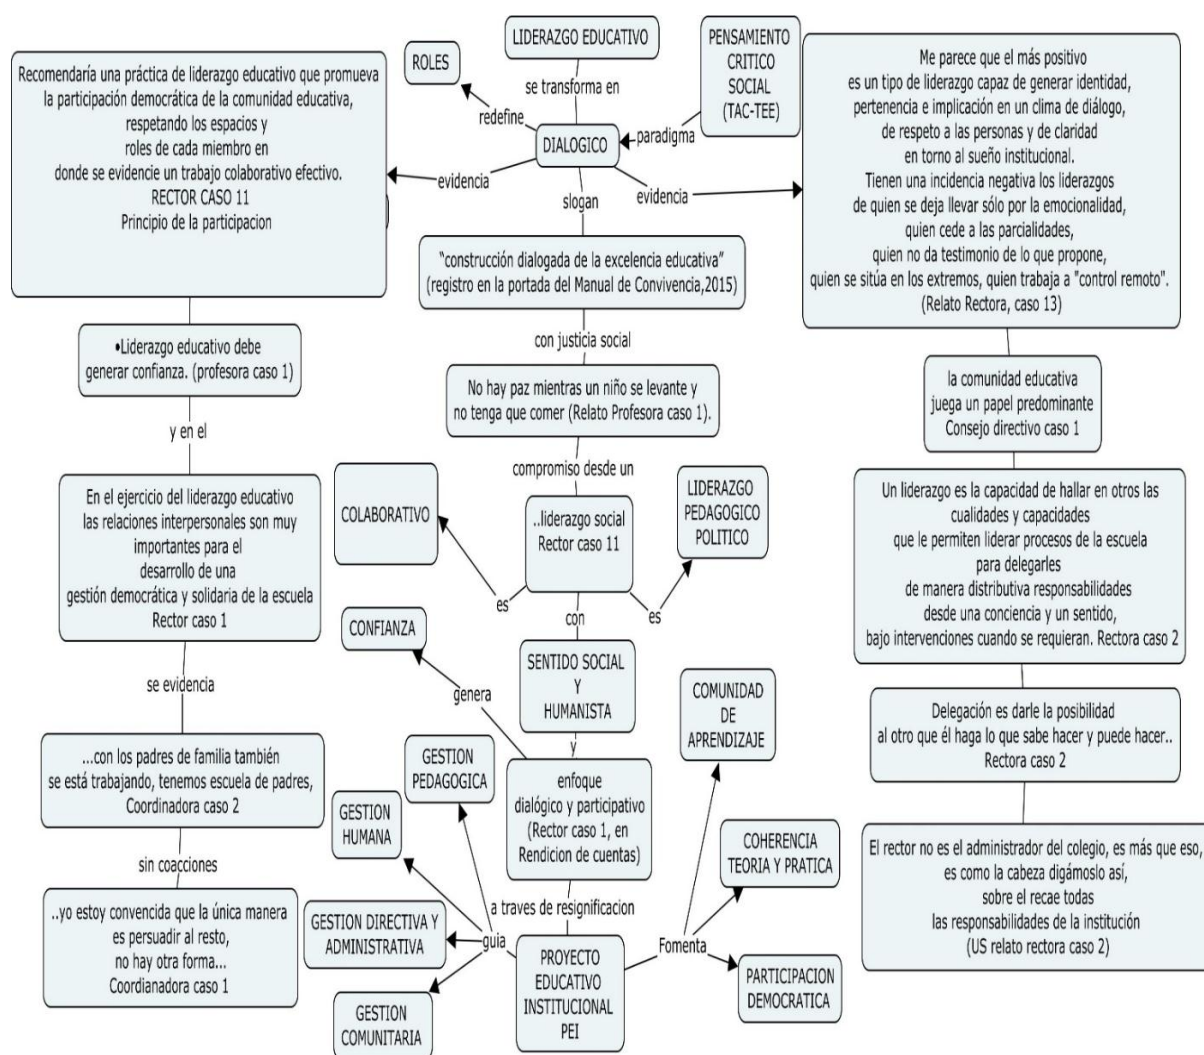 LIDERAZGO EDUCATIVO
se transforma en
DIALOGICO
redefine
ROLES
PENSAMIENTO
CRITICO
SOCIAL
(TAC-TEE)
paradigma
evidencia
Recomendaría una práctica de liderazgo educativo que promueva
la participación democrática de la comunidad educativa,
respetando los espacios y
roles de cada miembro en
donde se evidencie un trabajo colaborativo efectivo.
RECTOR CASO 11
Principio de la participacion
•Liderazgo educativo debe
generar confianza. (profesora caso 1)
y en el
En el ejercicio del liderazgo educativo
las relaciones interpersonales son muy
importantes para el
desarrollo de una
gestión democrática y solidaria de la escuela
Rector caso 1
se evidencia
...con los padres de familia también
se está trabajando, tenemos escuela de padres,
Coordinadora caso 2
sin coacciones
..yo estoy convencida que la única manera
es persuadir al resto,
no hay otra forma...
Coordianadora caso 1
slogan
“construcción dialogada de la excelencia educativa”
(registro en la portada del Manual de Convivencia,2015)
con justicia social
No hay paz mientras un niño se levante y
no tenga que comer (Relato Profesora caso 1).
compromiso desde un
..liderazgo social
Rector caso 11
es
COLABORATIVO
es
LIDERAZGO
PEDAGOGICO
POLITICO
con
SENTIDO SOCIAL
Y
HUMANISTA
y
enfoque
dialógico y participativo
(Rector caso 1, en
Rendicion de cuentas)
genera
CONFIANZA
a traves de resignificacion
PROYECTO
EDUCATIVO
INSTITUCIONAL
PEI
guia
GESTION
PEDAGOGICA
GESTION
HUMANA
GESTION DIRECTIVA Y
ADMINISTRATIVA
GESTION
COMUNITARIA
Fomenta
COMUNIDAD
DE
APRENDIZAJE
COHERENCIA
TEORIA Y PRATICA
PARTICIPACION
DEMOCRATICA
evidencia
Me parece que el más positivo
es un tipo de liderazgo capaz de generar identidad,
pertenencia e implicación en un clima de diálogo,
de respeto a las personas y de claridad
en torno al sueño institucional.
Tienen una incidencia negativa los liderazgos
de quien se deja llevar sólo por la emocionalidad,
quien cede a las parcialidades,
quien no da testimonio de lo que propone,
quien se sitúa en los extremos, quien trabaja a "control remoto".
(Relato Rectora, caso 13)
la comunidad educativa
juega un papel predominante
Consejo directivo caso 1
Un liderazgo es la capacidad de hallar en otros las
cualidades y capacidades
que le permiten liderar procesos de la escuela
para delegarles
de manera distributiva responsabilidades
desde una conciencia y un sentido,
bajo intervenciones cuando se requieran. Rectora caso 2
Delegación es darle la posibilidad
al otro que él haga lo que sabe hacer y puede hacer..
Rectora caso 2
El rector no es el administrador del colegio, es más que eso,
es como la cabeza digámoslo así,
sobre el recae todas
las responsabilidades de la institución
(US relato rectora caso 2)